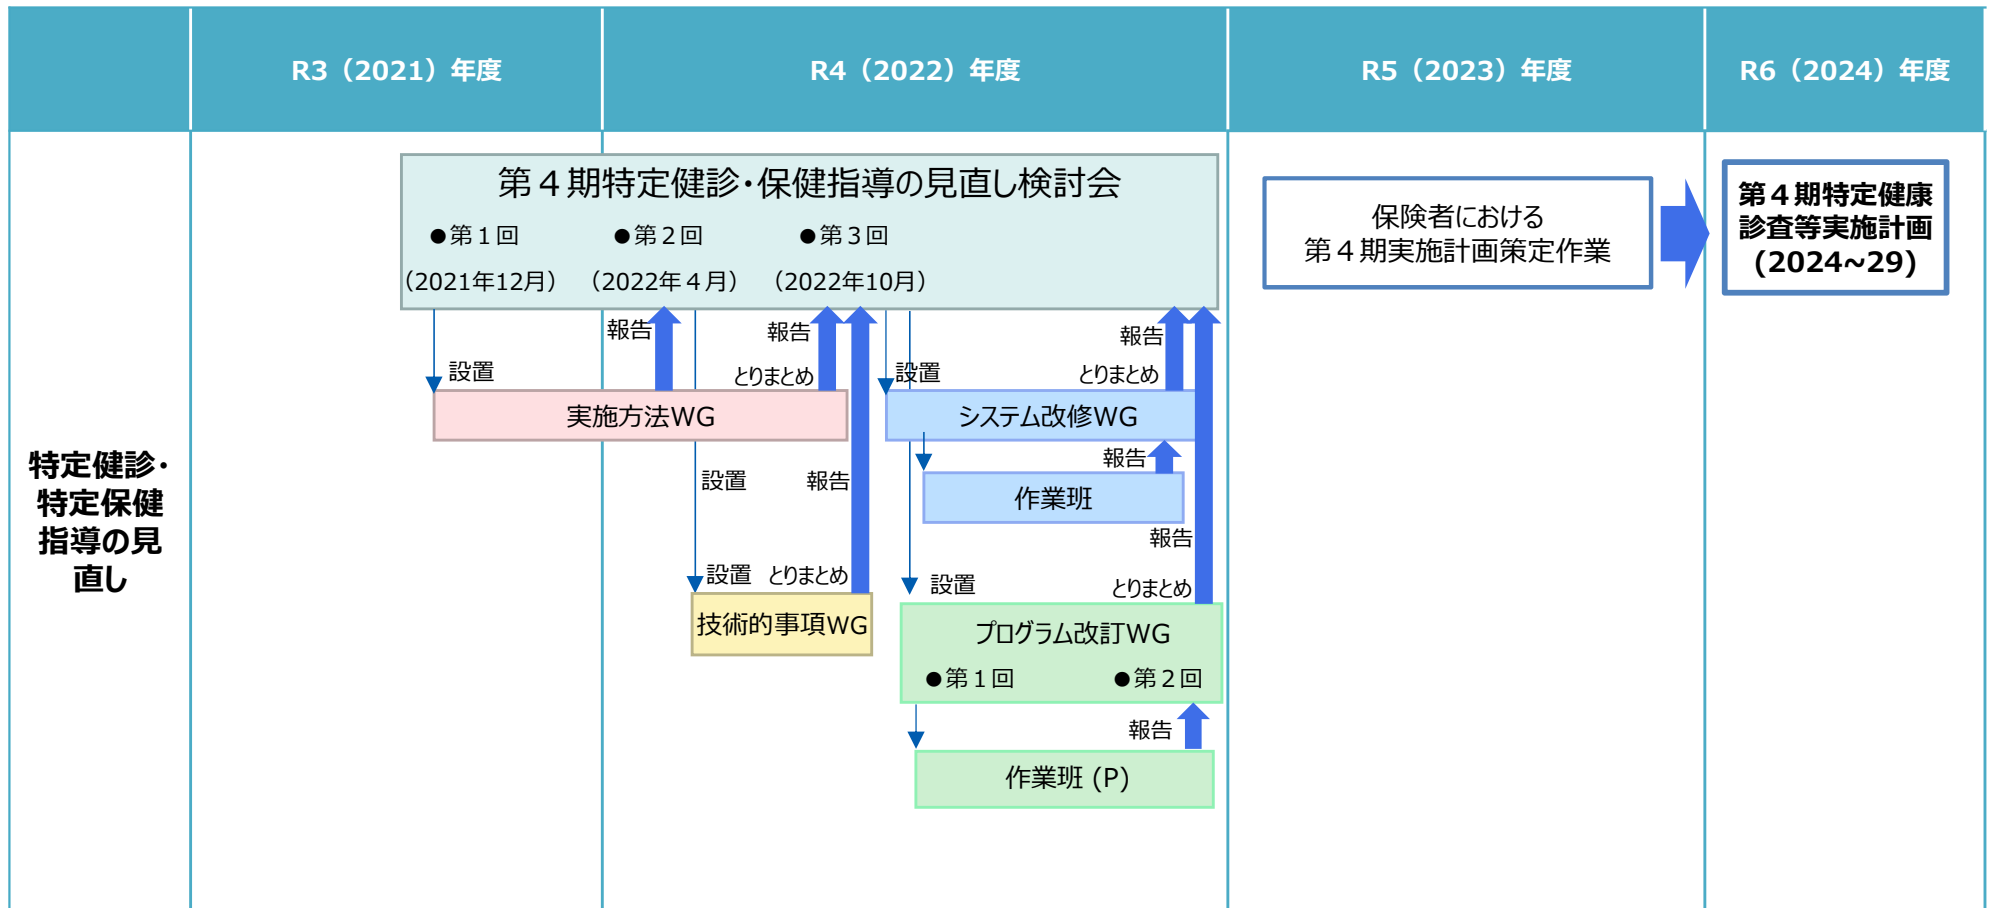 R3（2021）年度
R4（2022）年度
R5（2023）年度
R6（2024）年度
特定健診・
特定保健
指導の見
直し
第４期特定健診・保健指導の見直し検討会
●第１回
●第２回
●第３回
（2021年12月）
（2022年４月）
（2022年10月）
保険者における
第４期実施計画策定作業
第４期特定健康
診査等実施計画
(2024~29)
報告
報告
報告
設置
とりまとめ
設置
とりまとめ
実施方法WG
システム改修WG
報告
設置
報告
作業班
報告
設置
とりまとめ
設置
とりまとめ
技術的事項WG
プログラム改訂WG
●第１回
●第２回
報告
作業班 (P)